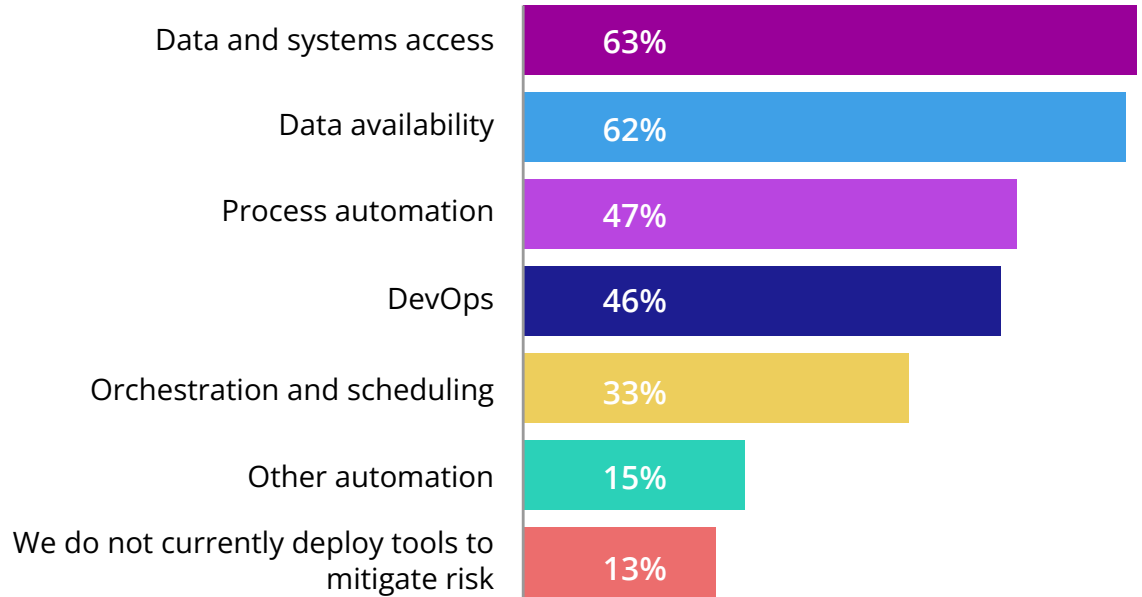 Data and systems access 63%
Data availability 62%
Process automation 47%
DevOps 46%
Orchestration and scheduling 33%
Other automation 15%
We do not currently deploy tools to
mitigate risk 13%